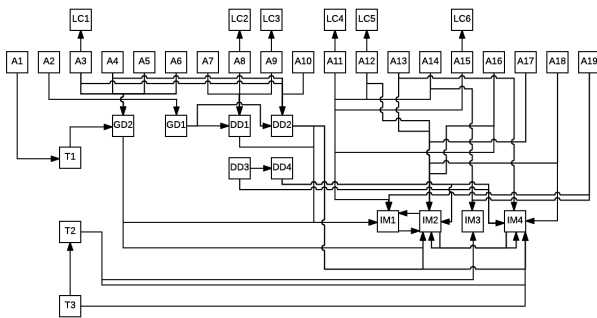 LC1 LC2 LC3 LC4 LC5 LC6
A1 A2 A3 A4 A5 A6 A7 A8 A9 A10 A11 A12 A13 A14 A15 A16 A17 A18 A19
GD2 GD1 DD1 DD2
T1
DD3 DD4
IM1 IM2 IM3 IM4
T2
T3